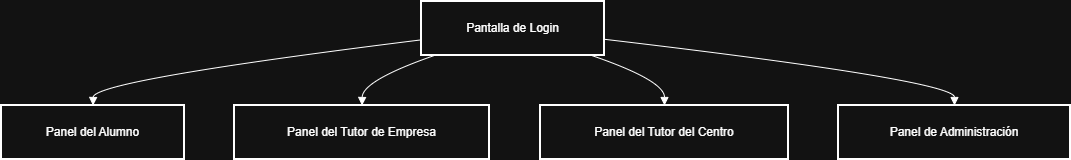 Pantalla de Login
Panel del Alumno
Panel del Tutor de Empresa
Panel del Tutor del Centro
Panel de Administración